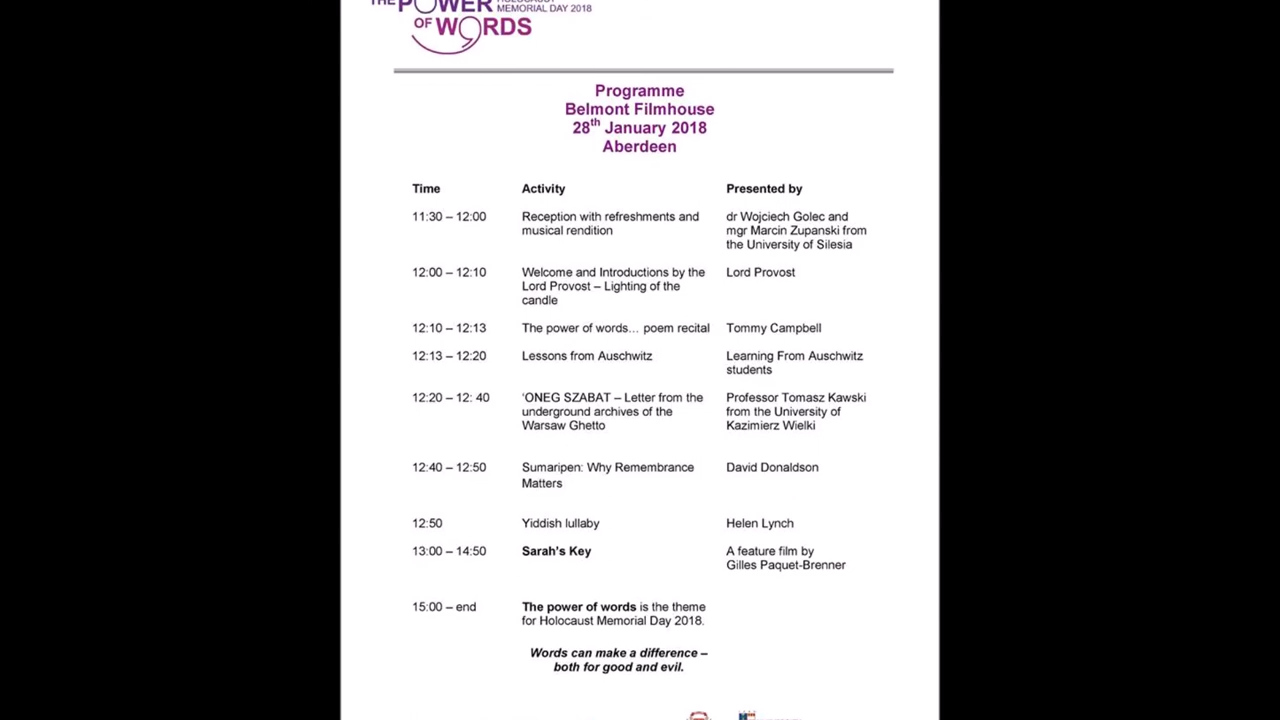 THE POWER HOLOCAUST
MEMORIAL DAY 2018
OF WORDS
Programme
Belmont Filmhouse
28th January 2018
Aberdeen
Time Activity Presented by
11:30 – 12:00 Reception with refreshments and dr Wojciech Golec and
musical rendition mgr Marcin Zupanski from
the University of Silesia
12:00 – 12:10 Welcome and Introductions by the Lord Provost
Lord Provost – Lighting of the
candle
12:10 – 12:13 The power of words... poem recital Tommy Campbell
12:13 – 12:20 Lessons from Auschwitz Learning From Auschwitz
students
12:20 – 12: 40 'ONEG SZABAT – Letter from the Professor Tomasz Kawski
underground archives of the from the University of
Warsaw Ghetto Kazimierz Wielki
12:40 – 12:50 Sumaripen: Why Remembrance David Donaldson
Matters
12:50 Yiddish lullaby Helen Lynch
13:00 – 14:50 Sarah's Key A feature film by
Gilles Paquet-Brenner
15:00 – end The power of words is the theme
for Holocaust Memorial Day 2018.
Words can make a difference –
both for good and evil.